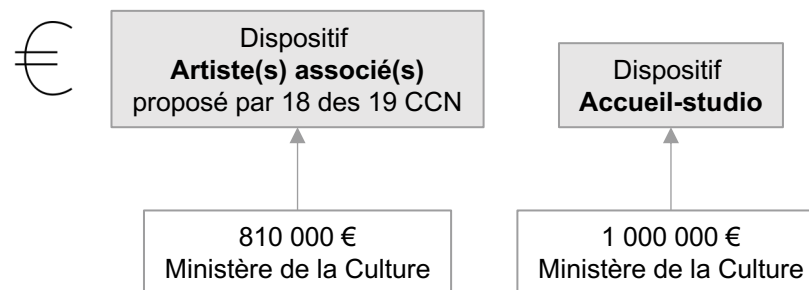 €
Dispositif
Artiste(s) associé(s)
proposé par 18 des 19 CCN
Dispositif
Accueil-studio
810 000 €
Ministère de la Culture
1 000 000 €
Ministère de la Culture